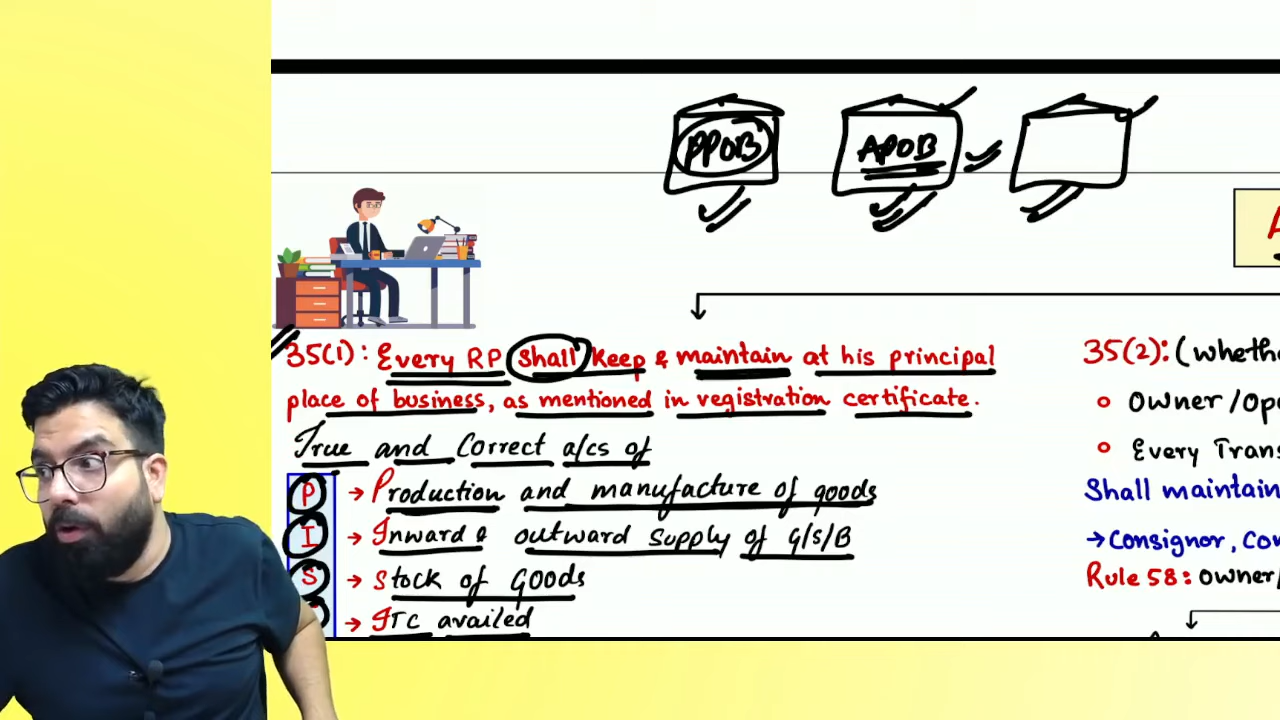 PPOB
APOB
A
35(1): Every RP Shall Keep & maintain at his principal
place of business, as mentioned in registration certificate.
True and Correct a/cs of
P → Production and manufacture of goods
I → Inward & outward supply of G/S/B
S → Stock of Goods
→ ITC availed
35(2): (wheth
Owner/Op
Every Trans
Shall maintain
→ Consignor, Co
Rule 58: Owner/